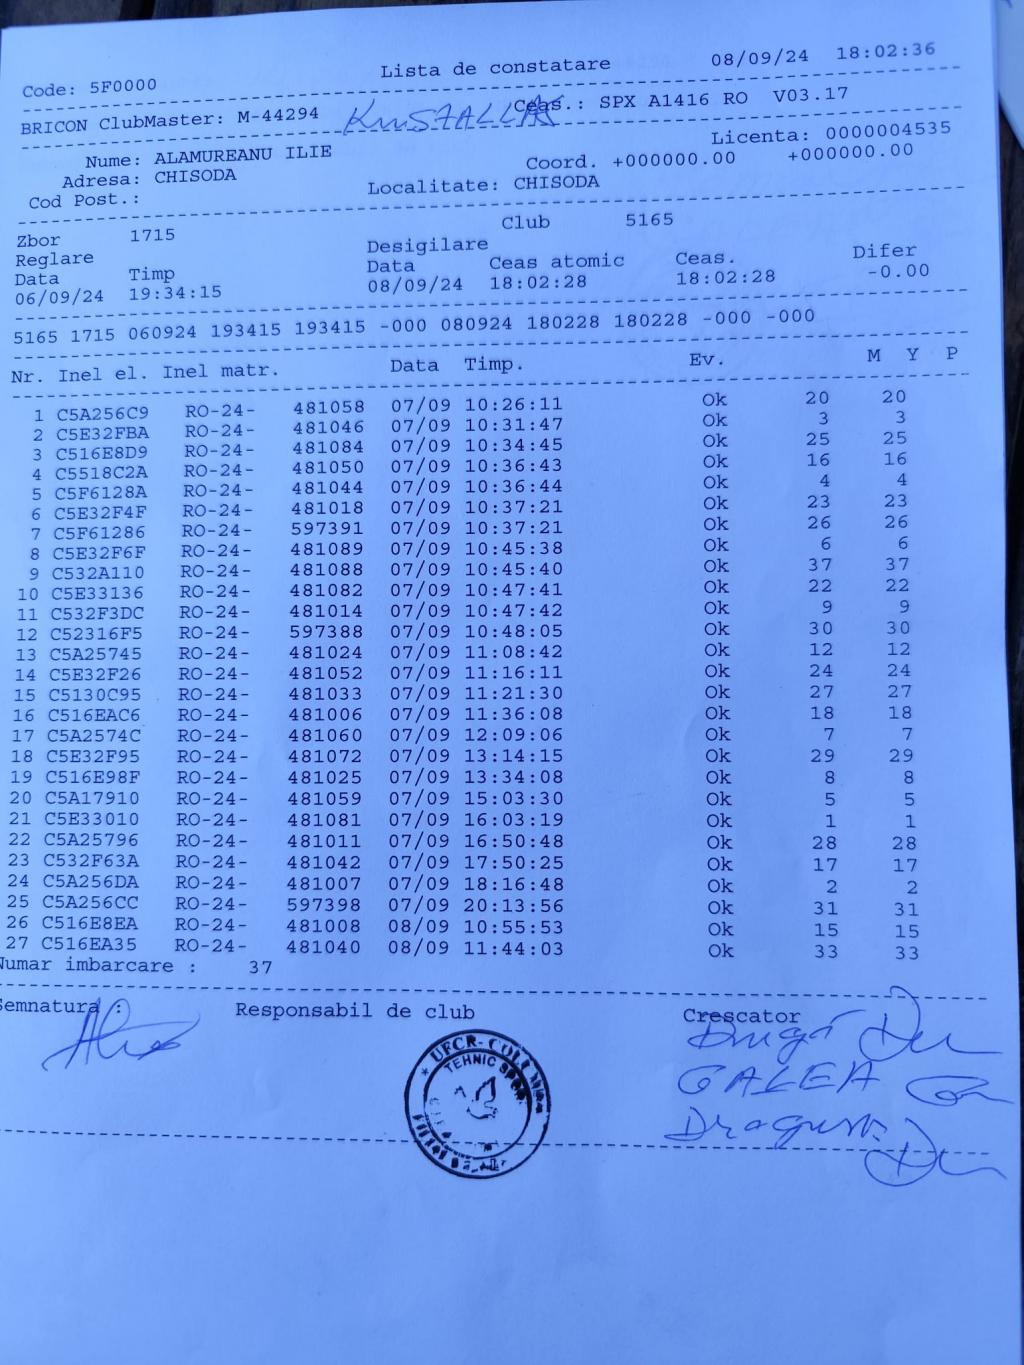 Code: 5F0000 Lista de constatare 08/09/24 18:02:36
BRICON ClubMaster: M-44294 Ceas.: SPX A1416 RO V03.17
Licenta: 0000004535
Nume: ALAMUREANU ILIE Coord. +000000.00 +000000.00
Adresa: CHISODA
Cod Post.: Localitate: CHISODA
Zbor 1715 Club 5165
Reglare Desigilare
Data Timp Data Ceas atomic Ceas. Difer
06/09/24 19:34:15 08/09/24 18:02:28 18:02:28 -0.00
5165 1715 060924 193415 193415 -000 080924 180228 180228 -000 -000
Nr. Inel el. Inel matr. Data Timp. Ev. M Y P
1 C5A256C9 RO-24- 481058 07/09 10:26:11 Ok 20 20
2 C5E32FBA RO-24- 481046 07/09 10:31:47 Ok 3 3
3 C516E8D9 RO-24- 481084 07/09 10:34:45 Ok 25 25
4 C5518C2A RO-24- 481050 07/09 10:36:43 Ok 16 16
5 C5F6128A RO-24- 481044 07/09 10:36:44 Ok 4 4
6 C5E32F4F RO-24- 481018 07/09 10:37:21 Ok 23 23
7 C5F61286 RO-24- 597391 07/09 10:37:21 Ok 26 26
8 C5E32F6F RO-24- 481089 07/09 10:45:38 Ok 6 6
9 C532A110 RO-24- 481088 07/09 10:45:40 Ok 37 37
10 C5E33136 RO-24- 481082 07/09 10:47:41 Ok 22 22
11 C532F3DC RO-24- 481014 07/09 10:47:42 Ok 9 9
12 C52316F5 RO-24- 597388 07/09 10:48:05 Ok 30 30
13 C5A25745 RO-24- 481024 07/09 11:08:42 Ok 12 12
14 C5E32F26 RO-24- 481052 07/09 11:16:11 Ok 24 24
15 C5130C95 RO-24- 481033 07/09 11:21:30 Ok 27 27
16 C516EAC6 RO-24- 481006 07/09 11:36:08 Ok 18 18
17 C5A2574C RO-24- 481060 07/09 12:09:06 Ok 7 7
18 C5E32F95 RO-24- 481072 07/09 13:14:15 Ok 29 29
19 C516E98F RO-24- 481025 07/09 13:34:08 Ok 8 8
20 C5A17910 RO-24- 481059 07/09 15:03:30 Ok 5 5
21 C5E33010 RO-24- 481081 07/09 16:03:19 Ok 1 1
22 C5A25796 RO-24- 481011 07/09 16:50:48 Ok 28 28
23 C532F63A RO-24- 481042 07/09 17:50:25 Ok 17 17
24 C5A256DA RO-24- 481007 07/09 18:16:48 Ok 2 2
25 C5A256CC RO-24- 597398 07/09 20:13:56 Ok 31 31
26 C516E8EA RO-24- 481008 08/09 10:55:53 Ok 15 15
27 C516EA35 RO-24- 481040 08/09 11:44:03 Ok 33 33
Numar imbarcare : 37
Semnatura : Responsabil de club Crescator
GALEA